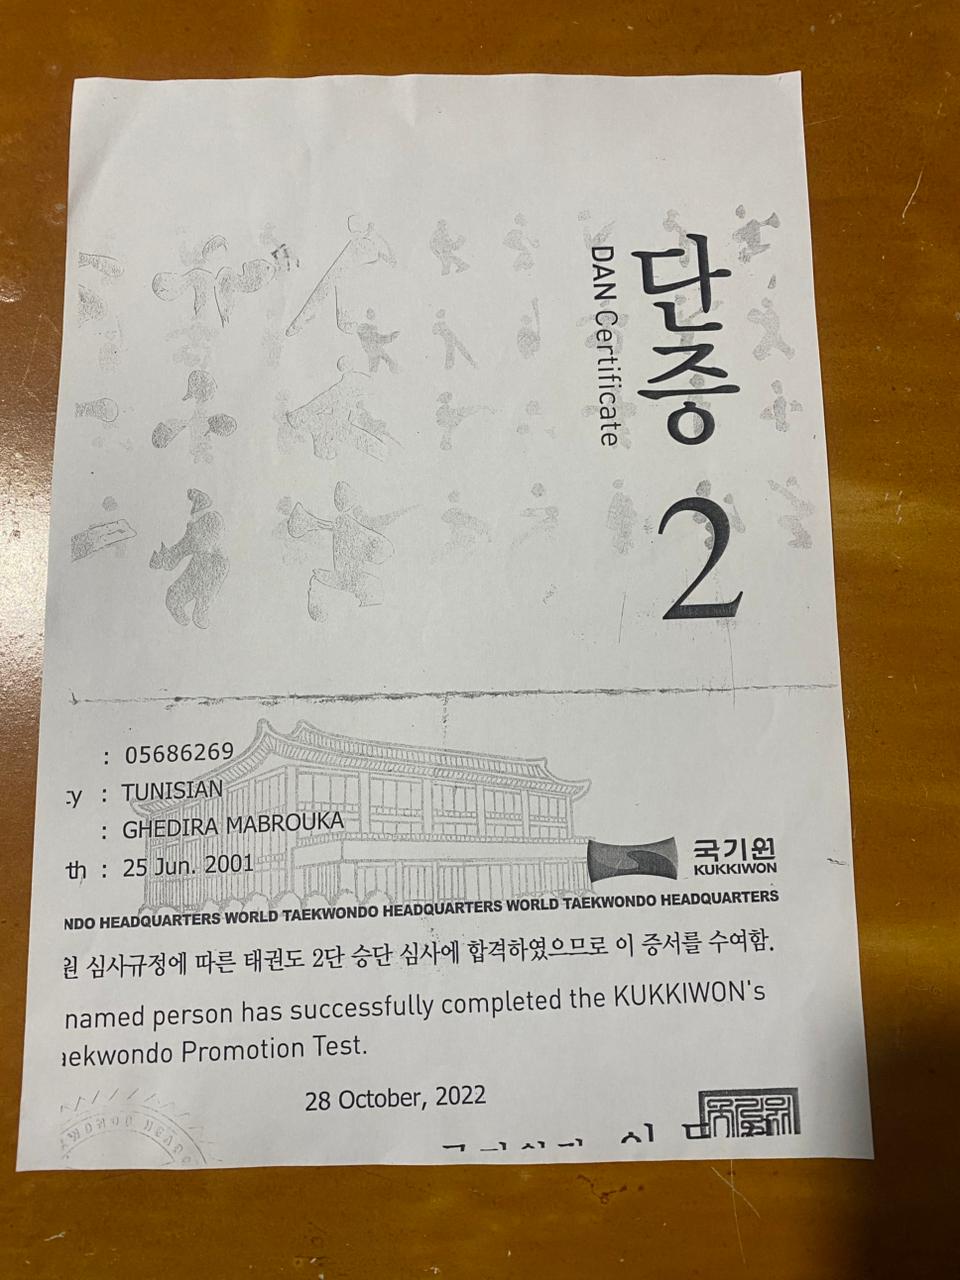 단증
DAN Certificate
2
: 05686269
:y : TUNISIAN
: GHEDIRA MABROUKA
th : 25 Jun. 2001
국기원
KUKKIWON
NDO HEADQUARTERS WORLD TAEKWONDO HEADQUARTERS WORLD TAEKWONDO HEADQUARTERS
원 심사규정에 따른 태권도 2단 승단 심사에 합격하였으므로 이 증서를 수여함.
named person has successfully completed the KUKKIWON's
aekwondo Promotion Test.
28 October, 2022